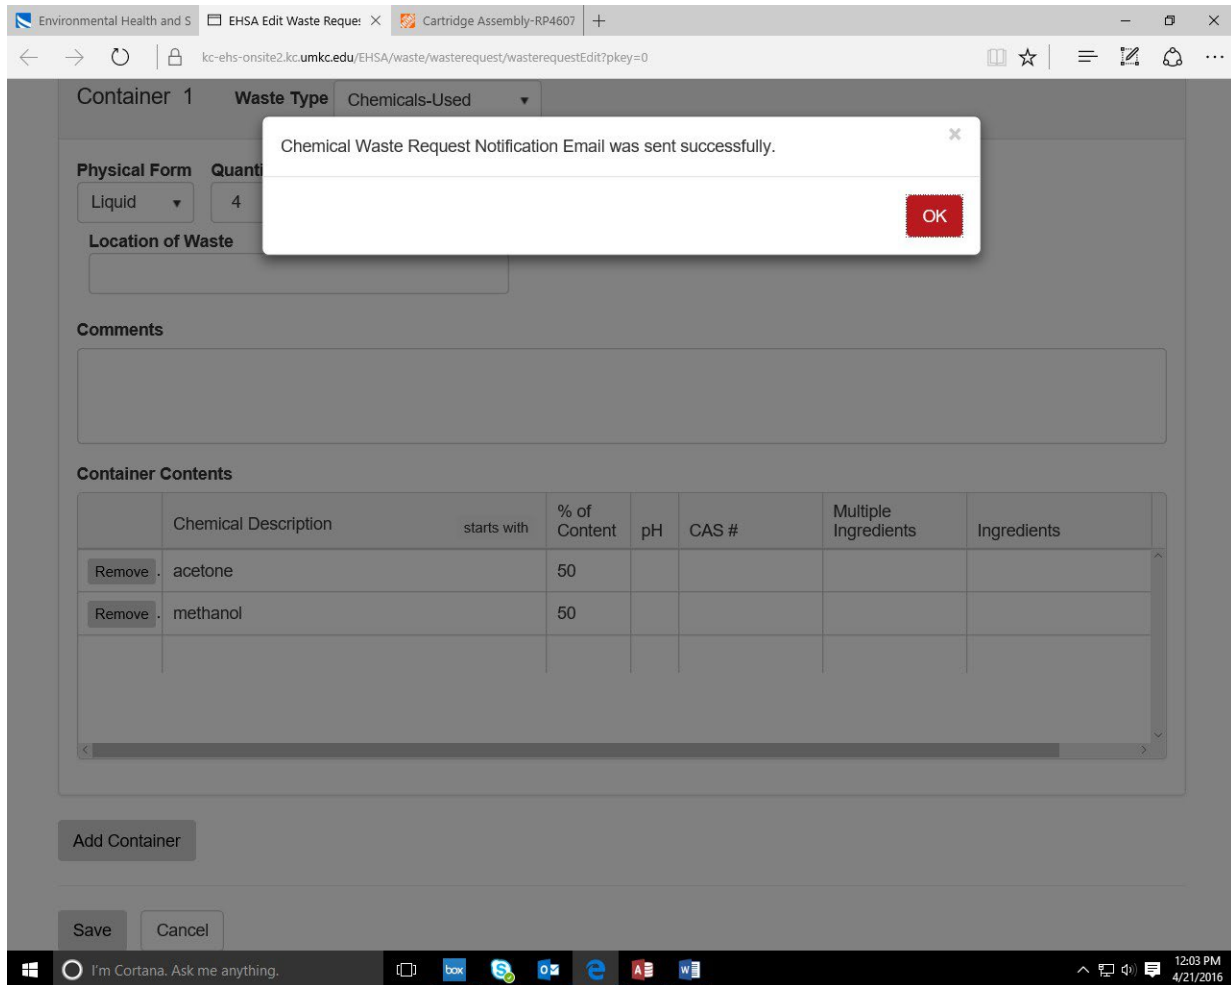 Environmental Health and S
EHSA Edit Waste Reques
Cartridge Assembly-RP4607
kc-ehs-onsite2.kc.umkc.edu/EHSA/waste/wasterequest/wasterequestEdit?pkey=0
Container 1 Waste Type Chemicals-Used
Chemical Waste Request Notification Email was sent successfully.
OK
Physical Form Quanti
Liquid 4
Location of Waste
Comments
Container Contents
Chemical Description starts with % of Content pH CAS # Multiple Ingredients Ingredients
Remove acetone 50
Remove methanol 50
Add Container
Save Cancel
I'm Cortana. Ask me anything.
box
12:03 PM
4/21/2016